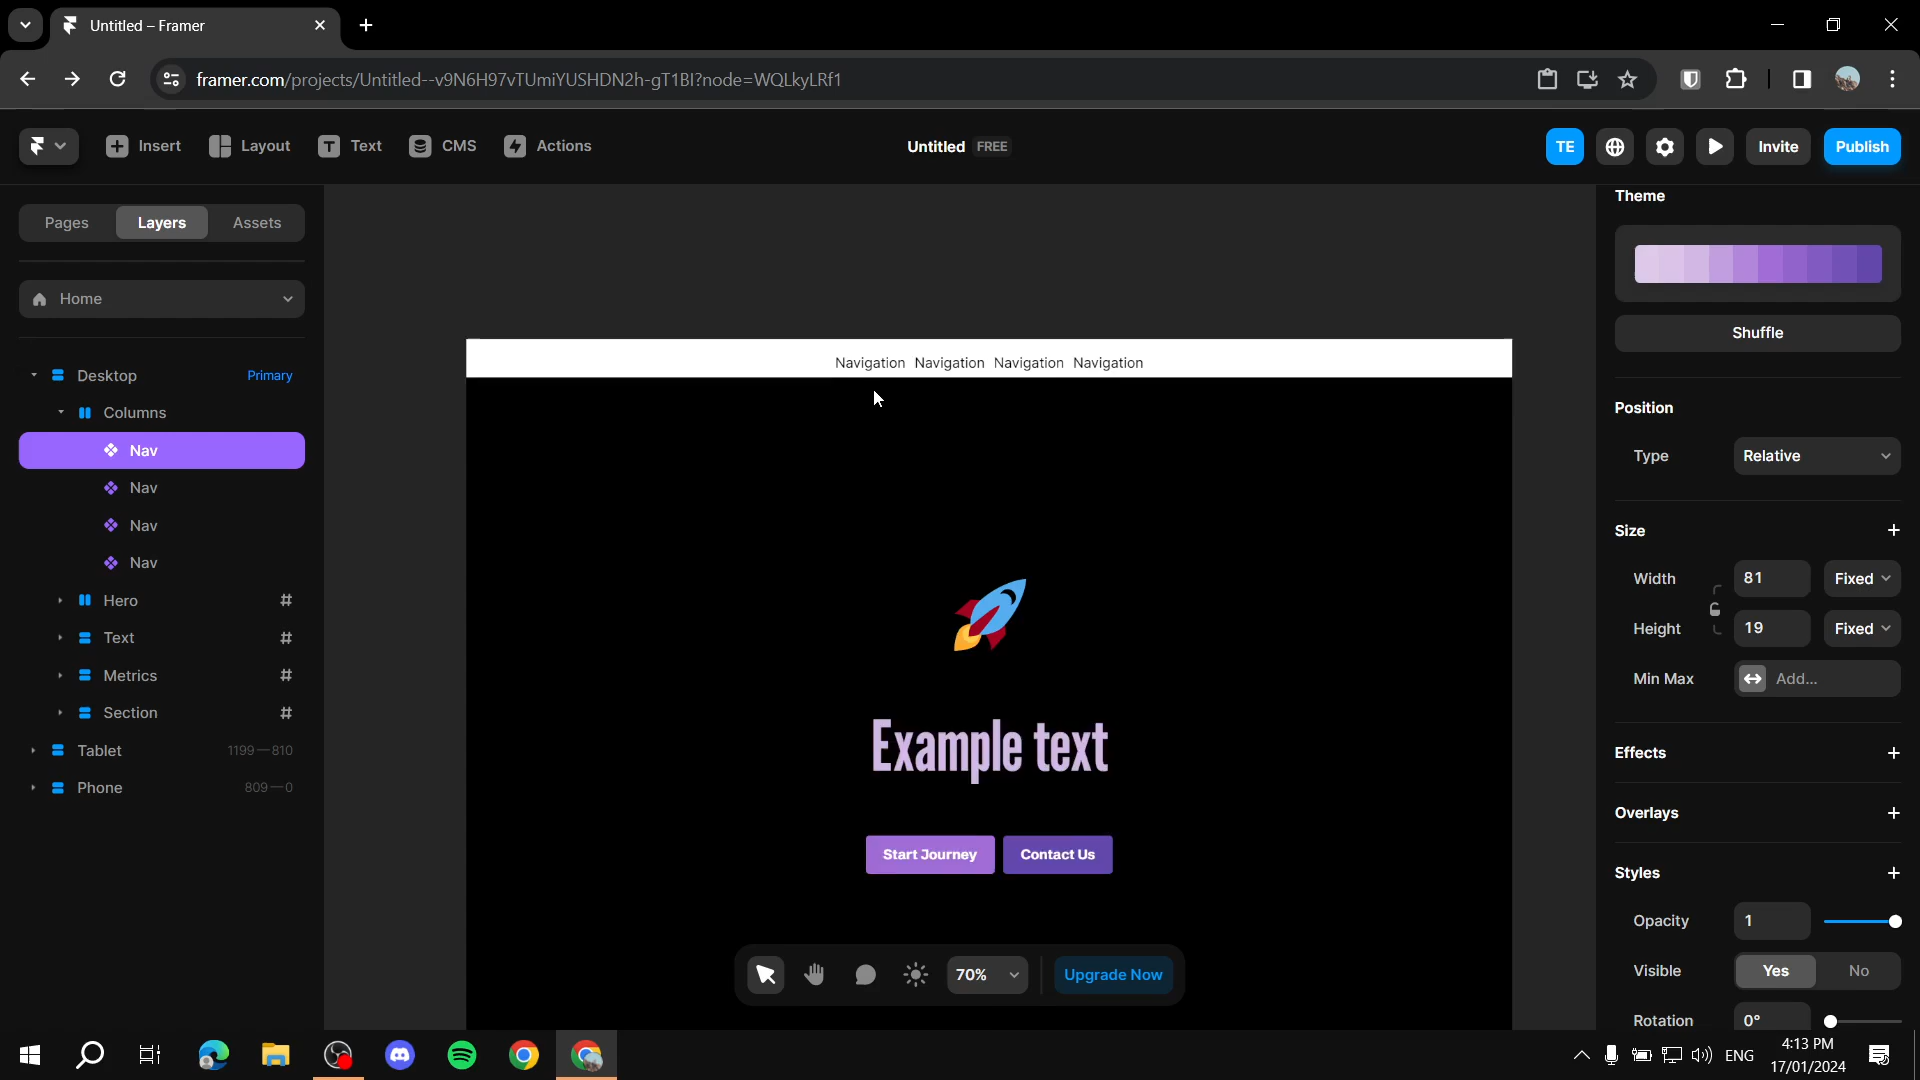 Untitled – Framer
framer.com/projects/Untitled--v9N6H97vTUmiYUSHDN2h-gT1BI?node=WQLkyLRf1
Insert Layout T Text CMS Actions Untitled FREE TE Invite Publish
Pages Layers Assets
Home
Desktop Primary
Columns
Nav
Nav
Nav
Nav
Hero #
Text #
Metrics #
Section #
Tablet 1199—810
Phone 809—0
Navigation Navigation Navigation Navigation
Example text
Start Journey Contact Us
70% Upgrade Now
Theme
Shuffle
Position
Type Relative
Size
Width 81 Fixed
Height 19 Fixed
Min Max Add...
Effects
Overlays
Styles
Opacity 1
Visible Yes No
Rotation 0°
ENG
4:13 PM
17/01/2024